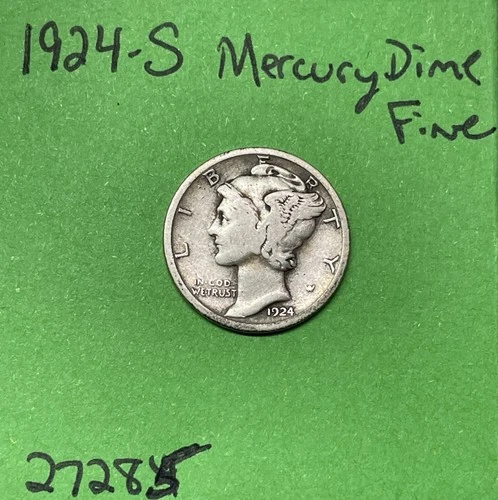 1924-S Mercury Dime
Fine
LIBERTY
IN GOD
WE TRUST
1924
27285